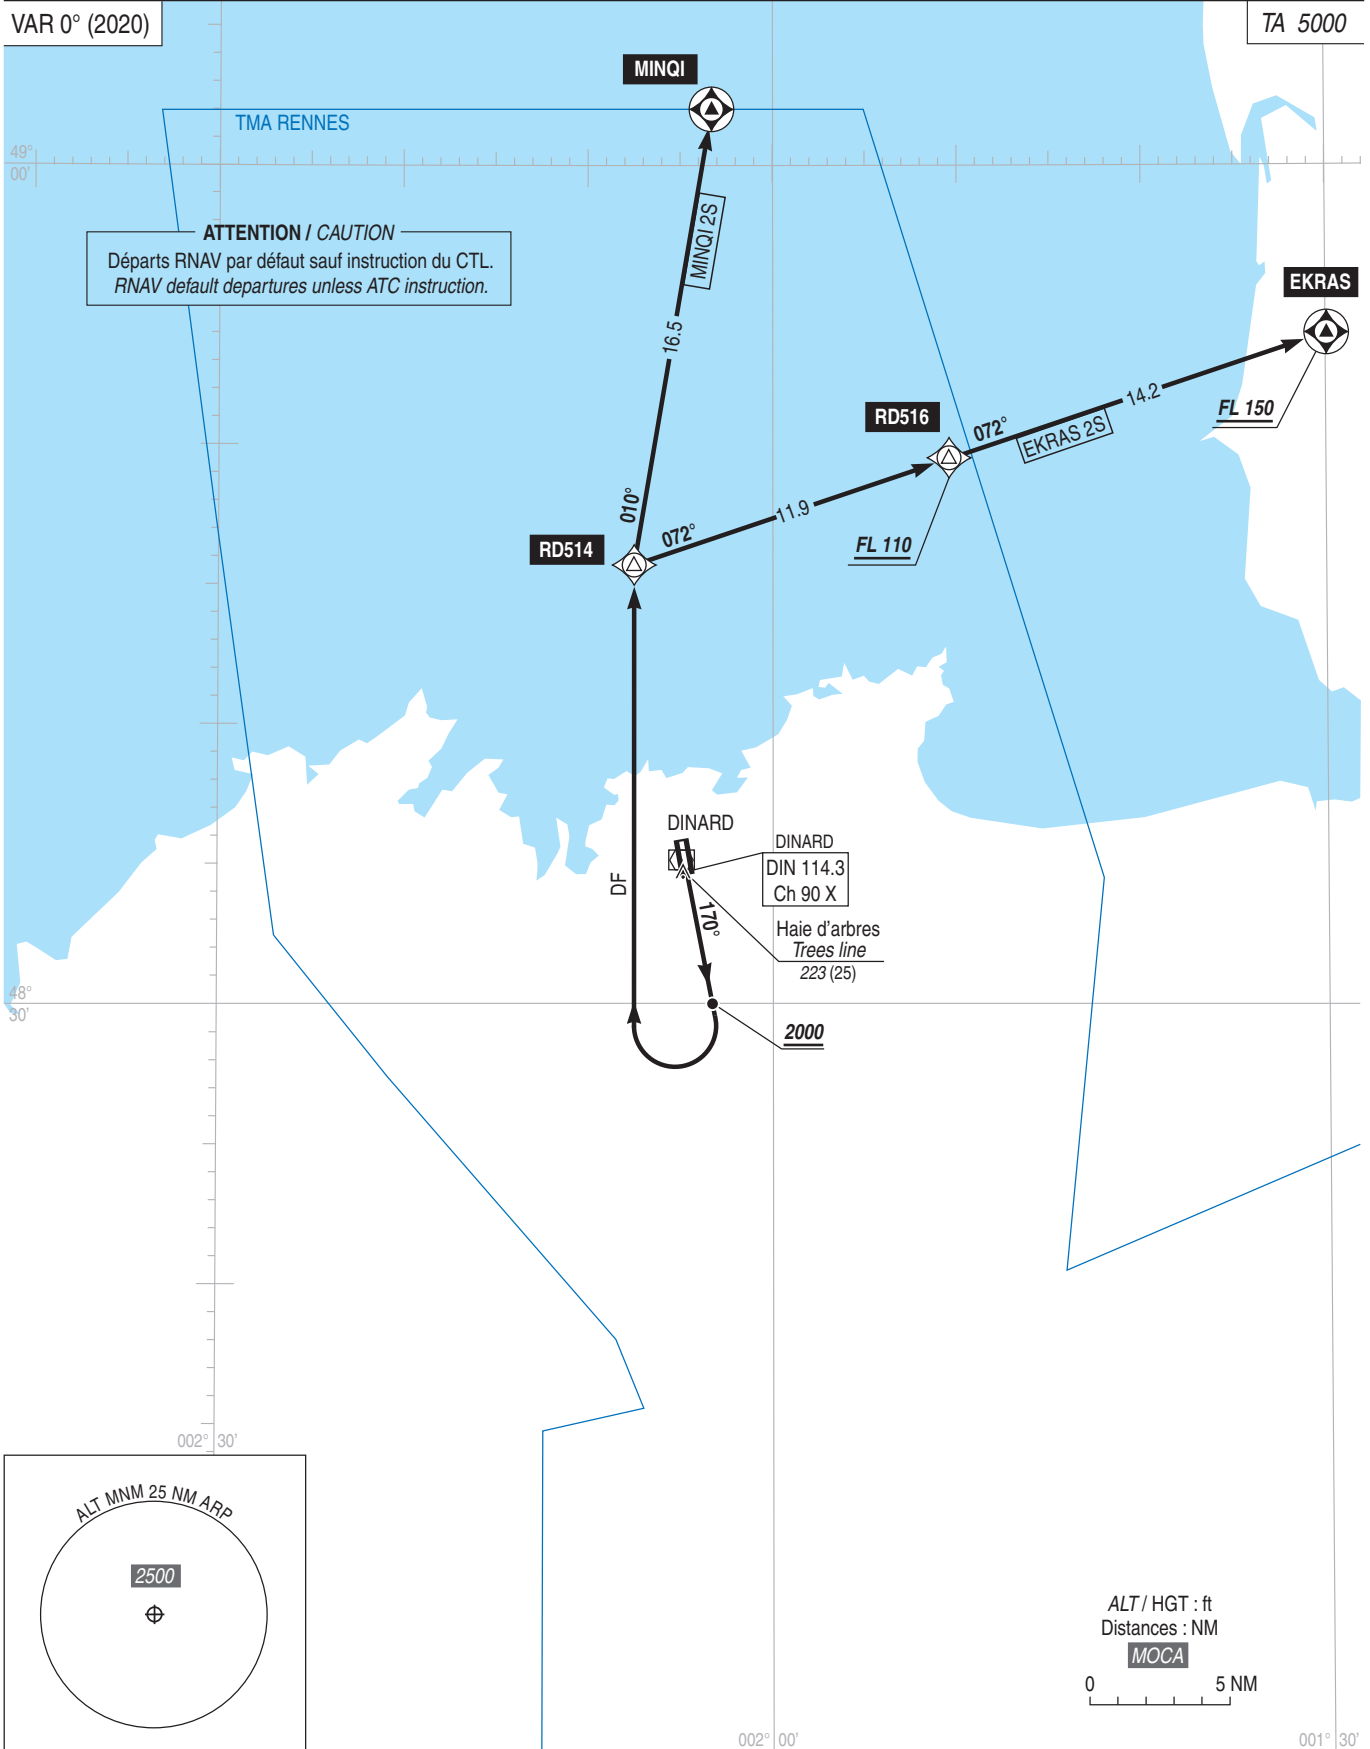 VAR 0° (2020)
TA 5000
MINQI
TMA RENNES
49°
00'
ATTENTION / CAUTION
Départs RNAV par défaut sauf instruction du CTL.
RNAV default departures unless ATC instruction.
MINQI 2S
16.5
EKRAS
FL 150
14.2
RD516
072°
EKRAS 2S
010°
11.9
072°
RD514
FL 110
DINARD
DINARD
DIN 114.3
Ch 90 X
DF
170°
Haie d'arbres
Trees line
223 (25)
48°
30'
2000
002° 30'
ALT MNM 25 NM ARP
2500
ALT / HGT : ft
Distances : NM
MOCA
0 5 NM
002° 00'
001° 30'